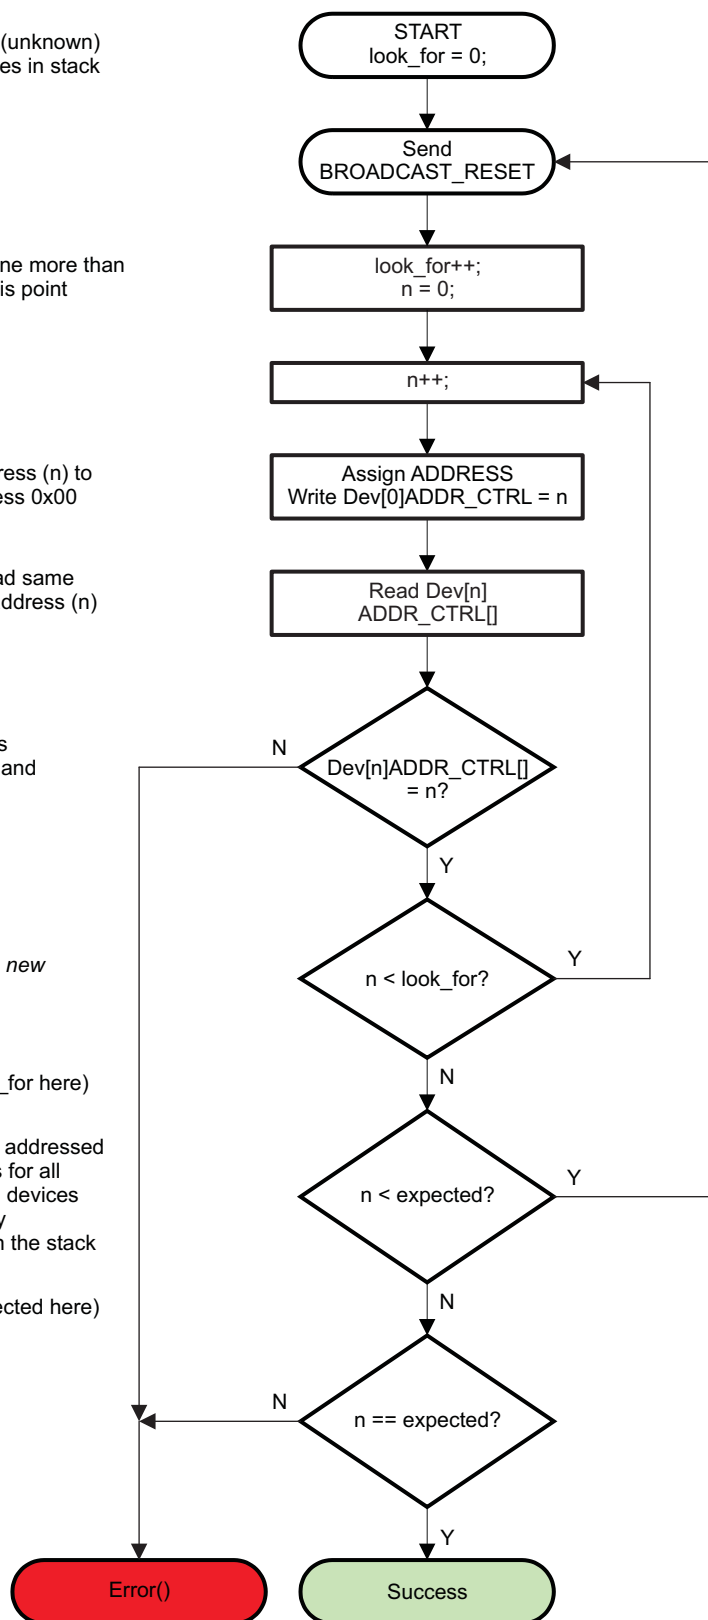 START
look_for = 0;
(unknown)
es in stack
Send
BROADCAST_RESET
look_for++;
n = 0;
ne more than
is point
n++;
ress (n) to
ess 0x00
Assign ADDRESS
Write Dev[0]ADDR_CTRL = n
ad same
ddress (n)
Read Dev[n]
ADDR_CTRL[]
s
and
N
Dev[n]ADDR_CTRL[]
= n?
Y
new
n < look_for?
Y
N
_for here)
addressed
s for all
devices
y
n the stack
n < expected?
Y
N
ected here)
N
n == expected?
Y
Error()
Success